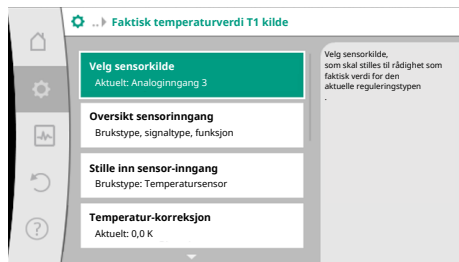 ..▸ Faktisk temperaturverdi T1 kilde
Velg sensorkilde
Aktuelt: Analoginngang 3
Oversikt sensorinngang
Brukstype, signaltype, funksjon
Stille inn sensor-inngang
Brukstype: Temperatursensor
Temperatur-korreksjon
Aktuelt: 0,0 K
Velg sensorkilde,
som skal stilles til rådighet som
faktisk verdi for den
aktuelle reguleringstypen
.
?